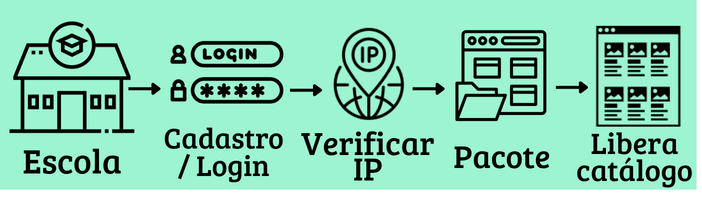 LOGIN
****
IP
Escola
Cadastro
/ Login
Verificar
IP
Pacote
Libera
catálogo